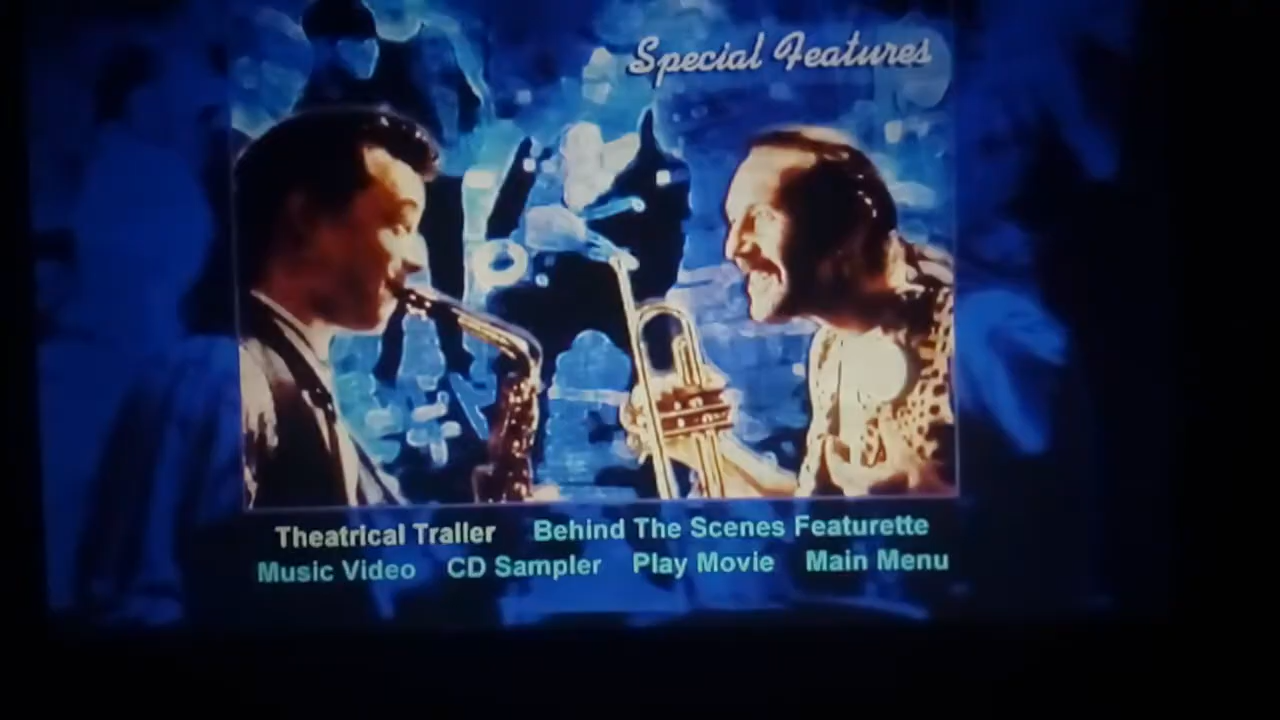 Special Features
Theatrical Trailer Behind The Scenes Featurette
Music Video CD Sampler Play Movie Main Menu